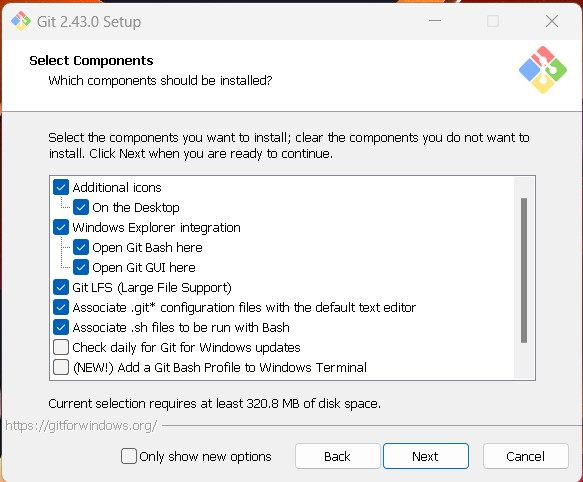 Git 2.43.0 Setup
Select Components
Which components should be installed?
Select the components you want to install; clear the components you do not want to
install. Click Next when you are ready to continue.
Additional icons
On the Desktop
Windows Explorer integration
Open Git Bash here
Open Git GUI here
Git LFS (Large File Support)
Associate .git* configuration files with the default text editor
Associate .sh files to be run with Bash
Check daily for Git for Windows updates
(NEW!) Add a Git Bash Profile to Windows Terminal
Current selection requires at least 320.8 MB of disk space.
https://gitforwindows.org/
Only show new options
Back
Next
Cancel